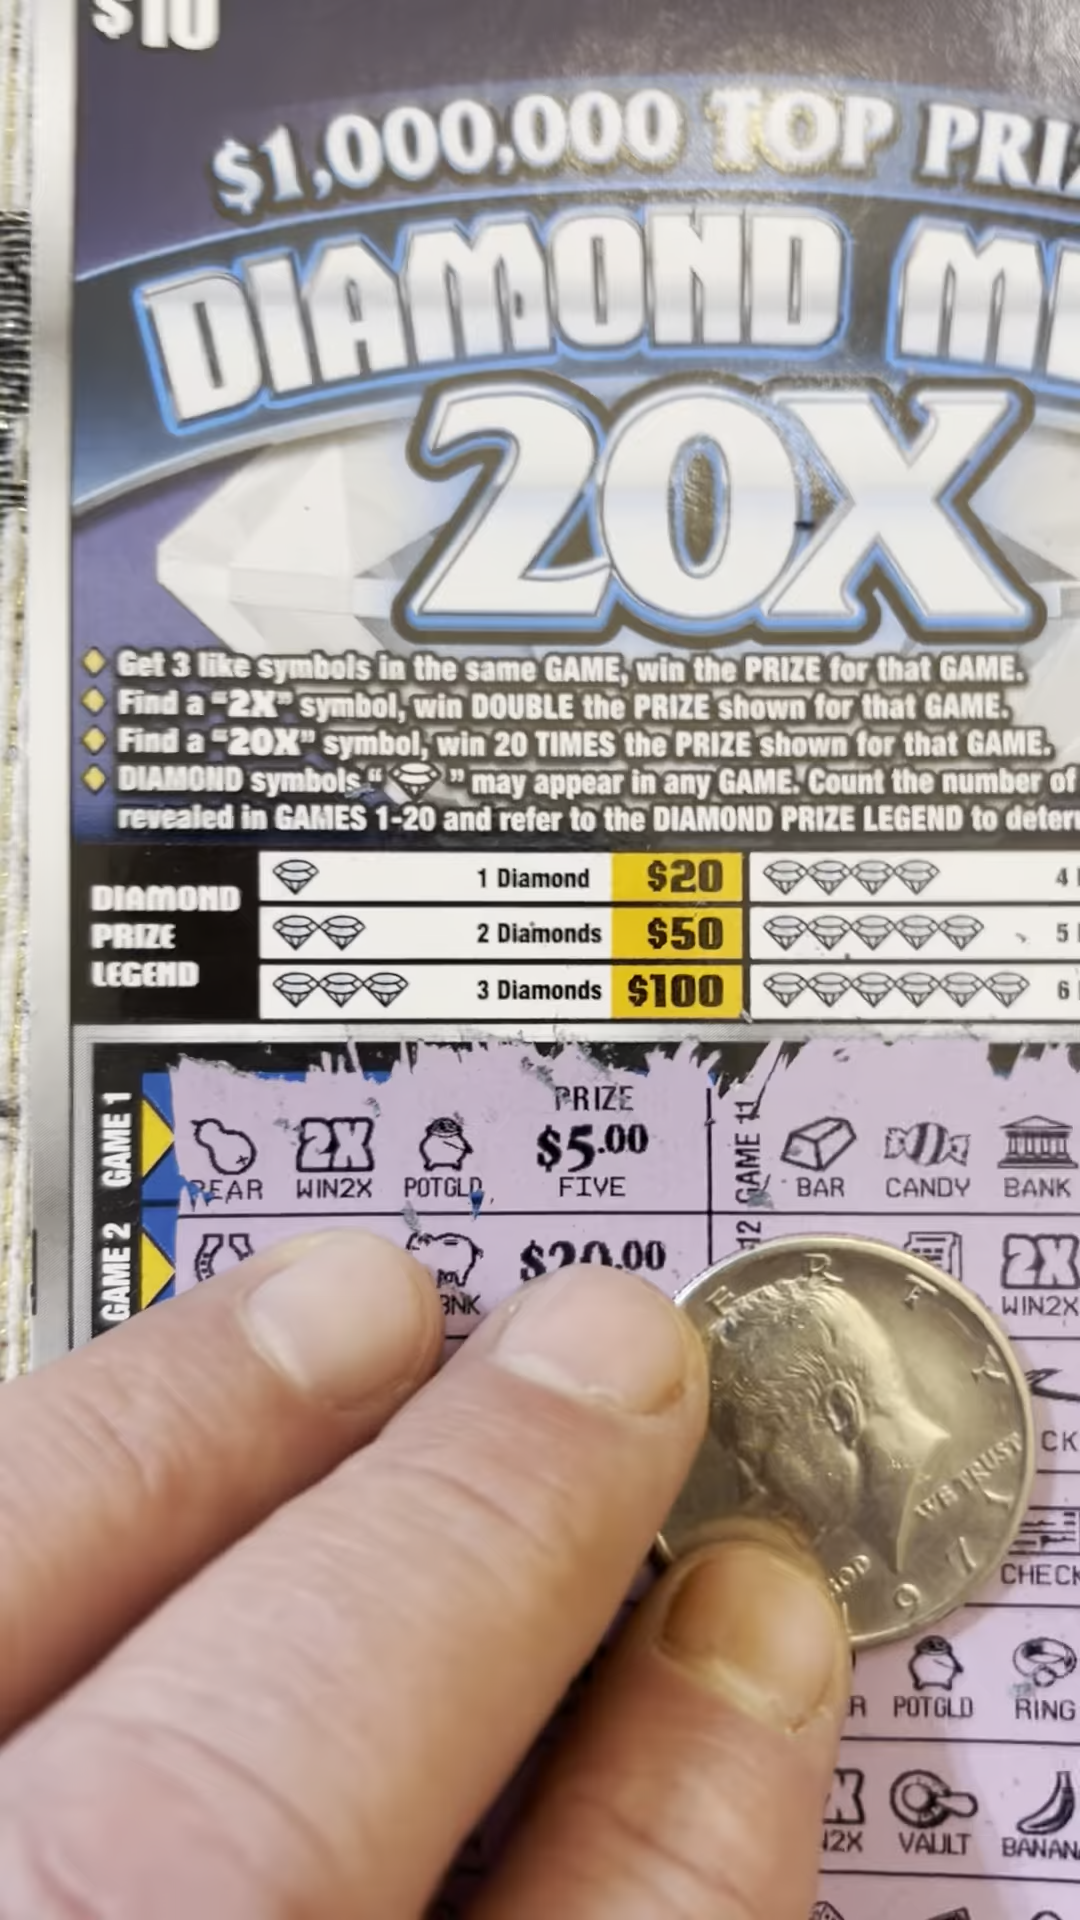 $10
$1,000,000 TOP
DIAMOND
20X
Get 3 like symbols in the same GAME, win the PRIZE for that GAME.
Find a "2X" symbol, win DOUBLE the PRIZE shown for that GAME.
Find a "20X" symbol, win 20 TIMES the PRIZE shown for that GAME.
DIAMOND symbols " " may appear in any GAME. Count the number of
revealed in GAMES 1-20 and refer to the DIAMOND PRIZE LEGEND to
DIAMOND PRIZE LEGEND
1 Diamond $20 4
2 Diamonds $50 5
3 Diamonds $100 6
GAME 1
PRIZE
2X $5.00
PEAR WIN2X POTGLD FIVE
GAME 11
BAR CANDY BANK
GAME 2
$20.00
12
2X
WIN2X
CHECK
POTGLD RING
VAULT
WE TRUST
GOD